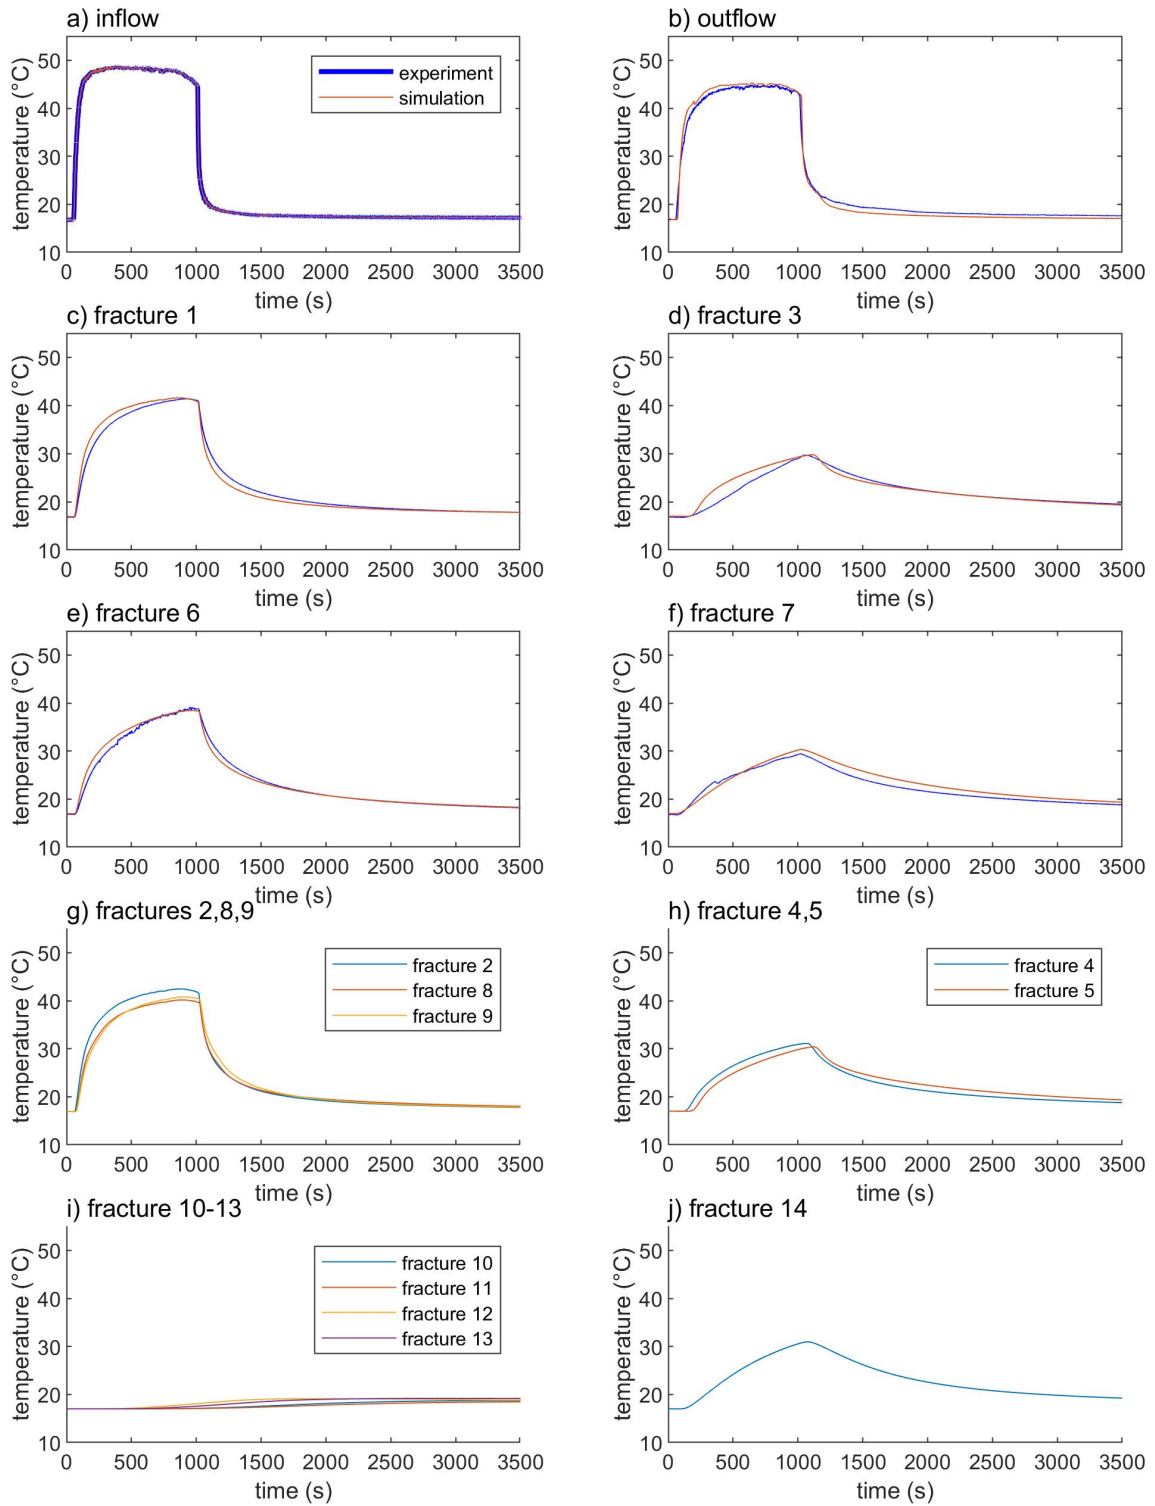 a) inflow
temperature (°C)
50
40
30
20
10
experiment
simulation
0 500 1000 1500 2000 2500 3000 3500
time (s)
b) outflow
temperature (°C)
50
40
30
20
10
0 500 1000 1500 2000 2500 3000 3500
time (s)
c) fracture 1
temperature (°C)
50
40
30
20
10
0 500 1000 1500 2000 2500 3000 3500
time (s)
d) fracture 3
temperature (°C)
50
40
30
20
10
0 500 1000 1500 2000 2500 3000 3500
time (s)
e) fracture 6
temperature (°C)
50
40
30
20
10
0 500 1000 1500 2000 2500 3000 3500
time (s)
f) fracture 7
temperature (°C)
50
40
30
20
10
0 500 1000 1500 2000 2500 3000 3500
time (s)
g) fractures 2,8,9
temperature (°C)
50
40
30
20
10
fracture 2
fracture 8
fracture 9
0 500 1000 1500 2000 2500 3000 3500
time (s)
h) fracture 4,5
temperature (°C)
50
40
30
20
10
fracture 4
fracture 5
0 500 1000 1500 2000 2500 3000 3500
time (s)
i) fracture 10-13
temperature (°C)
50
40
30
20
10
fracture 10
fracture 11
fracture 12
fracture 13
0 500 1000 1500 2000 2500 3000 3500
time (s)
j) fracture 14
temperature (°C)
50
40
30
20
10
0 500 1000 1500 2000 2500 3000 3500
time (s)